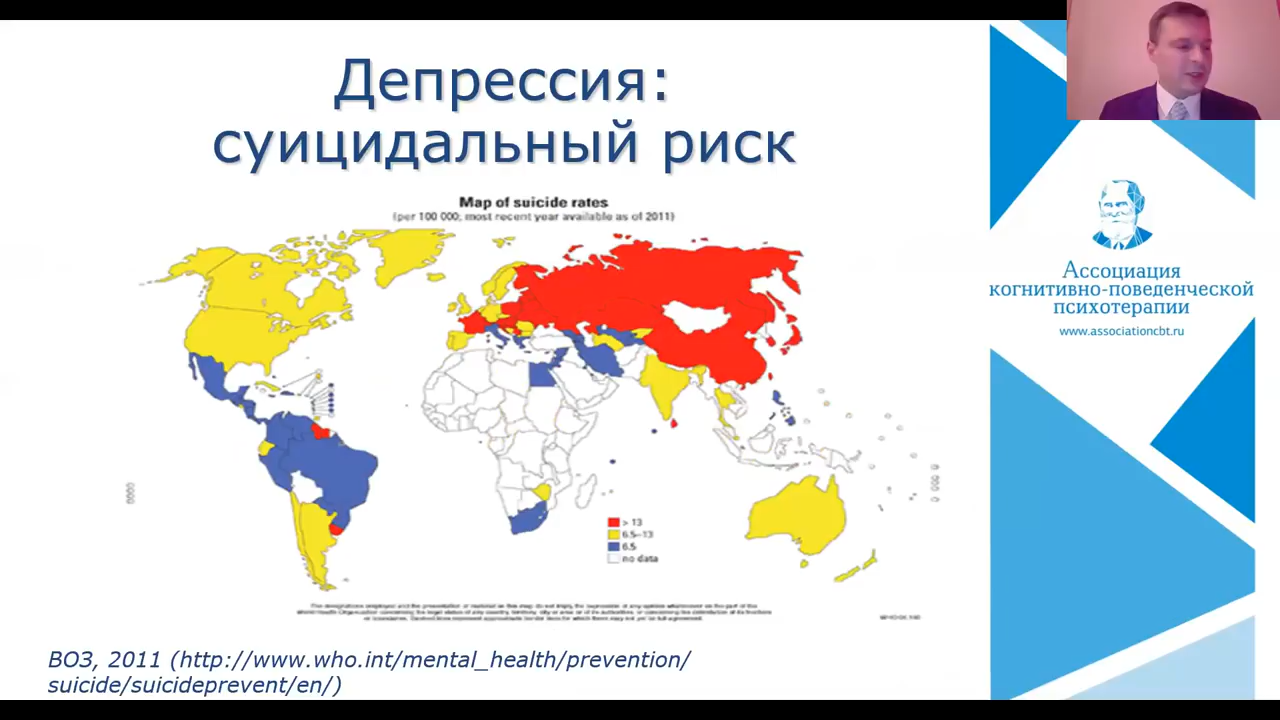 Депрессия:
суицидальный риск
Map of suicide rates
(per 100 000; most recent year available as of 2011)
> 13
6.5–13
6.5
no data
ВОЗ, 2011 (http://www.who.int/mental_health/prevention/
suicide/suicideprevent/en/)
Ассоциация
когнитивно-поведенческой
психотерапии
www.associationcbt.ru